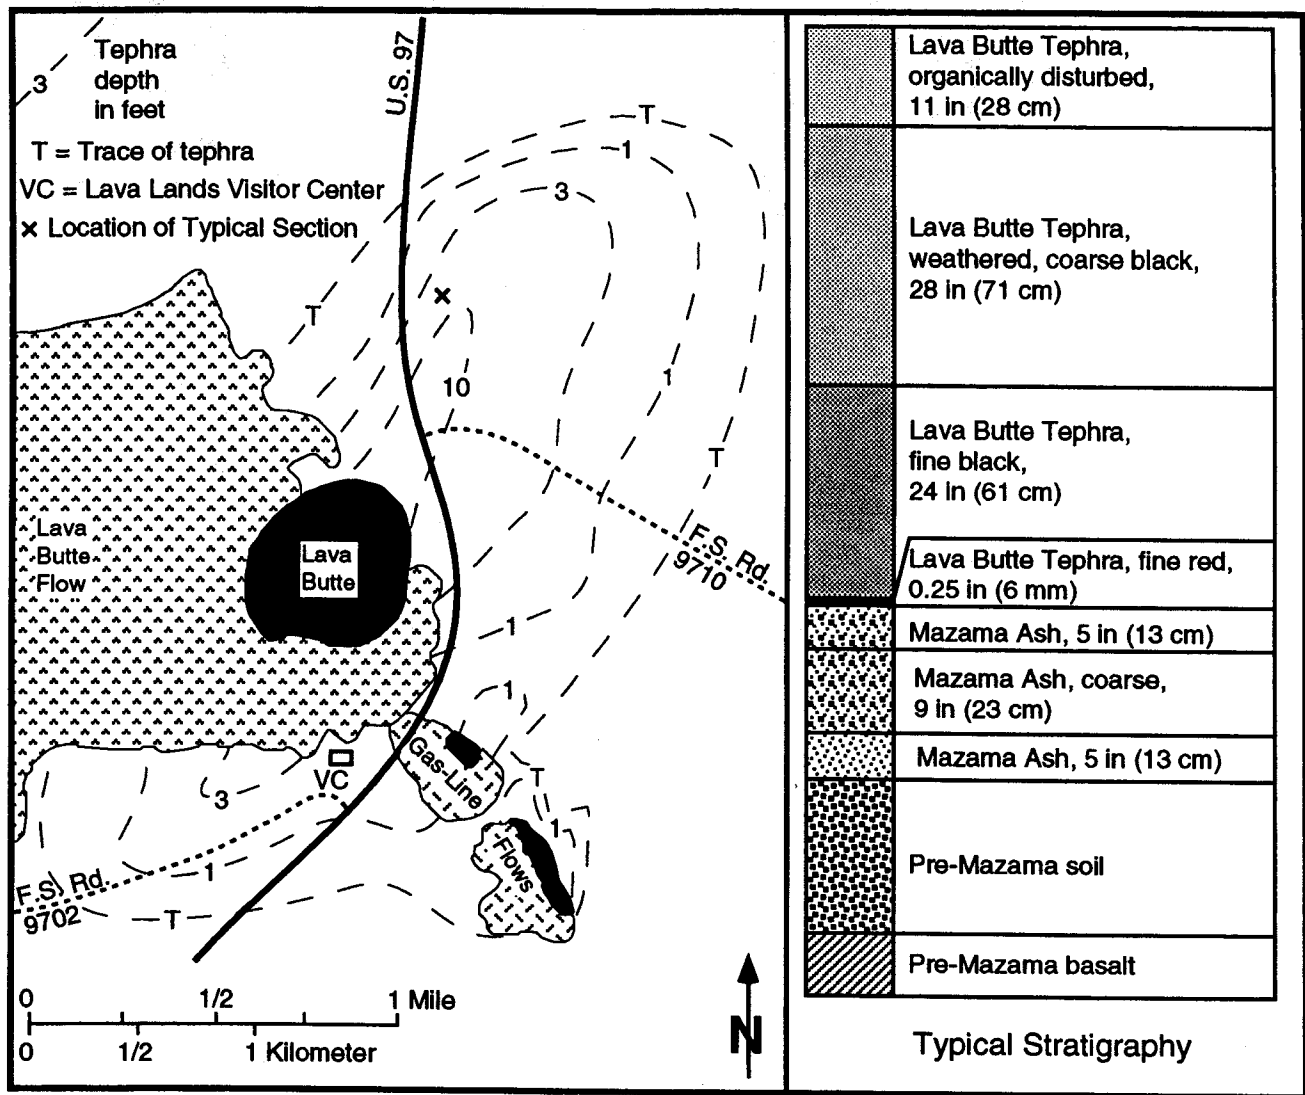 3
Tephra
depth
in feet
T = Trace of tephra
VC = Lava Lands Visitor Center
× Location of Typical Section
U.S. 97
T
1
3
T
10
1
T
Lava
Butte
Flow
Lava
Butte
F.S. Rd.
9710
1
1
Gas-Line
VC
3
T
1
Flows
1
F.S. Rd.
9702
T
0
1/2
1 Mile
0
1/2
1 Kilometer
N
Lava Butte Tephra,
organically disturbed,
11 in (28 cm)
Lava Butte Tephra,
weathered, coarse black,
28 in (71 cm)
Lava Butte Tephra,
fine black,
24 in (61 cm)
Lava Butte Tephra, fine red,
0.25 in (6 mm)
Mazama Ash, 5 in (13 cm)
Mazama Ash, coarse,
9 in (23 cm)
Mazama Ash, 5 in (13 cm)
Pre-Mazama soil
Pre-Mazama basalt
Typical Stratigraphy